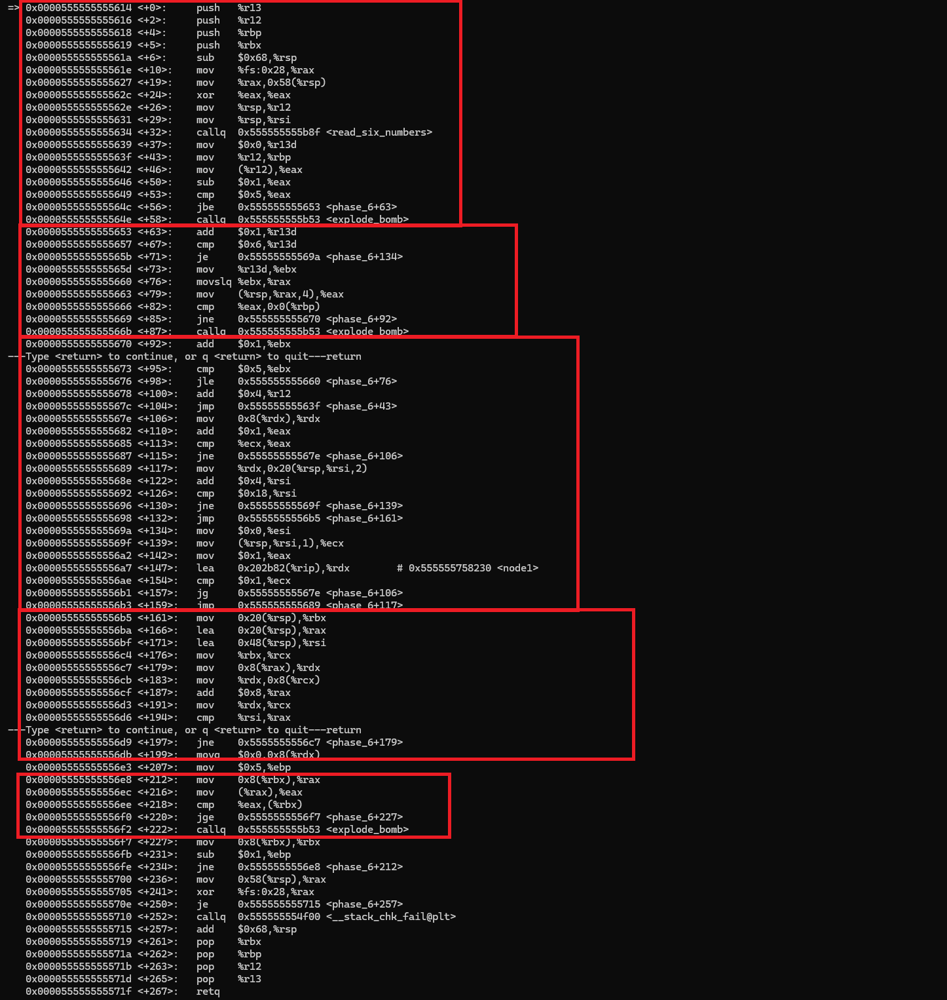 => 0x0000555555555614 <+0>:     push   %r13
   0x0000555555555616 <+2>:     push   %r12
   0x0000555555555618 <+4>:     push   %rbp
   0x0000555555555619 <+5>:     push   %rbx
   0x000055555555561a <+6>:     sub    $0x68,%rsp
   0x000055555555561e <+10>:    mov    %fs:0x28,%rax
   0x0000555555555627 <+19>:    mov    %rax,0x58(%rsp)
   0x000055555555562c <+24>:    xor    %eax,%eax
   0x000055555555562e <+26>:    mov    %rsp,%r12
   0x0000555555555631 <+29>:    mov    %rsp,%rsi
   0x0000555555555634 <+32>:    callq  0x555555555b8f <read_six_numbers>
   0x0000555555555639 <+37>:    mov    $0x0,%r13d
   0x000055555555563f <+43>:    mov    %r12,%rbp
   0x0000555555555642 <+46>:    mov    (%r12),%eax
   0x0000555555555646 <+50>:    sub    $0x1,%eax
   0x0000555555555649 <+53>:    cmp    $0x5,%eax
   0x000055555555564c <+56>:    jbe    0x555555555653 <phase_6+63>
   0x000055555555564e <+58>:    callq  0x555555555b53 <explode_bomb>
   0x0000555555555653 <+63>:    add    $0x1,%r13d
   0x0000555555555657 <+67>:    cmp    $0x6,%r13d
   0x000055555555565b <+71>:    je     0x55555555569a <phase_6+134>
   0x000055555555565d <+73>:    mov    %r13d,%ebx
   0x0000555555555660 <+76>:    movslq %ebx,%rax
   0x0000555555555663 <+79>:    mov    (%rsp,%rax,4),%eax
   0x0000555555555666 <+82>:    cmp    %eax,0x0(%rbp)
   0x0000555555555669 <+85>:    jne    0x555555555670 <phase_6+92>
   0x000055555555566b <+87>:    callq  0x555555555b53 <explode_bomb>
   0x0000555555555670 <+92>:    add    $0x1,%ebx
---Type <return> to continue, or q <return> to quit---return
   0x0000555555555673 <+95>:    cmp    $0x5,%ebx
   0x0000555555555676 <+98>:    jle    0x555555555660 <phase_6+76>
   0x0000555555555678 <+100>:   add    $0x4,%r12
   0x000055555555567c <+104>:   jmp    0x55555555563f <phase_6+43>
   0x000055555555567e <+106>:   mov    0x8(%rdx),%rdx
   0x0000555555555682 <+110>:   add    $0x1,%eax
   0x0000555555555685 <+113>:   cmp    %ecx,%eax
   0x0000555555555687 <+115>:   jne    0x55555555567e <phase_6+106>
   0x0000555555555689 <+117>:   mov    %rdx,0x20(%rsp,%rsi,2)
   0x000055555555568e <+122>:   add    $0x4,%rsi
   0x0000555555555692 <+126>:   cmp    $0x18,%rsi
   0x0000555555555696 <+130>:   jne    0x55555555569f <phase_6+139>
   0x0000555555555698 <+132>:   jmp    0x5555555556b5 <phase_6+161>
   0x000055555555569a <+134>:   mov    $0x0,%esi
   0x000055555555569f <+139>:   mov    (%rsp,%rsi,1),%ecx
   0x00005555555556a2 <+142>:   mov    $0x1,%eax
   0x00005555555556a7 <+147>:   lea    0x202b82(%rip),%rdx        # 0x555555758230 <node1>
   0x00005555555556ae <+154>:   cmp    $0x1,%ecx
   0x00005555555556b1 <+157>:   jg     0x55555555567e <phase_6+106>
   0x00005555555556b3 <+159>:   jmp    0x555555555689 <phase_6+117>
   0x00005555555556b5 <+161>:   mov    0x20(%rsp),%rbx
   0x00005555555556ba <+166>:   lea    0x20(%rsp),%rax
   0x00005555555556bf <+171>:   lea    0x48(%rsp),%rsi
   0x00005555555556c4 <+176>:   mov    %rbx,%rcx
   0x00005555555556c7 <+179>:   mov    0x8(%rax),%rdx
   0x00005555555556cb <+183>:   mov    %rdx,0x8(%rcx)
   0x00005555555556cf <+187>:   add    $0x8,%rax
   0x00005555555556d3 <+191>:   mov    %rdx,%rcx
   0x00005555555556d6 <+194>:   cmp    %rsi,%rax
---Type <return> to continue, or q <return> to quit---return
   0x00005555555556d9 <+197>:   jne    0x5555555556c7 <phase_6+179>
   0x00005555555556db <+199>:   movq   $0x0,0x8(%rdx)
   0x00005555555556e3 <+207>:   mov    $0x5,%ebp
   0x00005555555556e8 <+212>:   mov    0x8(%rbx),%rax
   0x00005555555556ec <+216>:   mov    (%rax),%eax
   0x00005555555556ee <+218>:   cmp    %eax,(%rbx)
   0x00005555555556f0 <+220>:   jge    0x5555555556f7 <phase_6+227>
   0x00005555555556f2 <+222>:   callq  0x555555555b53 <explode_bomb>
   0x00005555555556f7 <+227>:   mov    0x8(%rbx),%rbx
   0x00005555555556fb <+231>:   sub    $0x1,%ebp
   0x00005555555556fe <+234>:   jne    0x5555555556e8 <phase_6+212>
   0x0000555555555700 <+236>:   mov    0x58(%rsp),%rax
   0x0000555555555705 <+241>:   xor    %fs:0x28,%rax
   0x000055555555570e <+250>:   je     0x555555555715 <phase_6+257>
   0x0000555555555710 <+252>:   callq  0x555555554f00 <__stack_chk_fail@plt>
   0x0000555555555715 <+257>:   add    $0x68,%rsp
   0x0000555555555719 <+261>:   pop    %rbx
   0x000055555555571a <+262>:   pop    %rbp
   0x000055555555571b <+263>:   pop    %r12
   0x000055555555571d <+265>:   pop    %r13
   0x000055555555571f <+267>:   retq